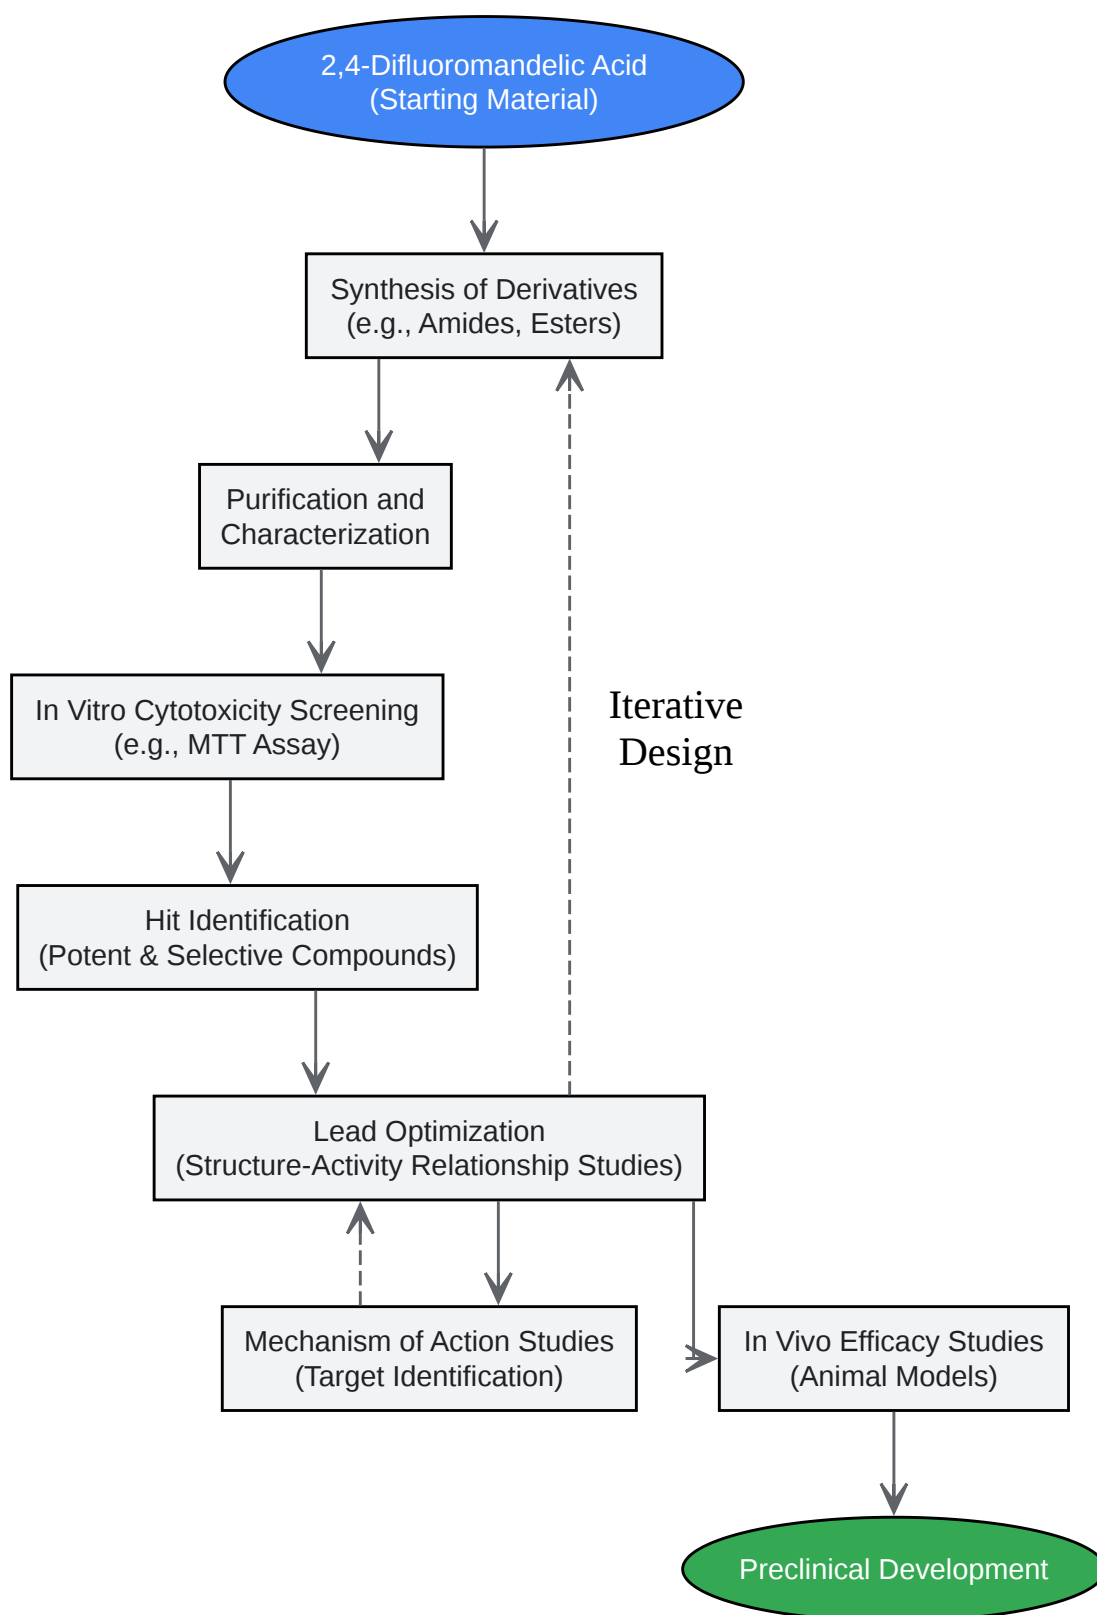 2,4-Difluoromandelic Acid
(Starting Material)
Synthesis of Derivatives
(e.g., Amides, Esters)
Purification and
Characterization
In Vitro Cytotoxicity Screening
(e.g., MTT Assay)
Iterative
Design
Hit Identification
(Potent & Selective Compounds)
Lead Optimization
(Structure-Activity Relationship Studies)
Mechanism of Action Studies
(Target Identification)
In Vivo Efficacy Studies
(Animal Models)
Preclinical Development